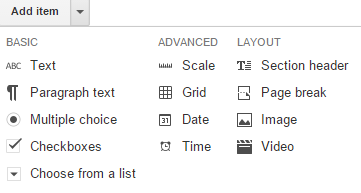 Add item
BASIC ADVANCED LAYOUT
ABC Text Scale Section header
Paragraph text Grid Page break
Multiple choice 31 Date Image
Checkboxes Time Video
Choose from a list